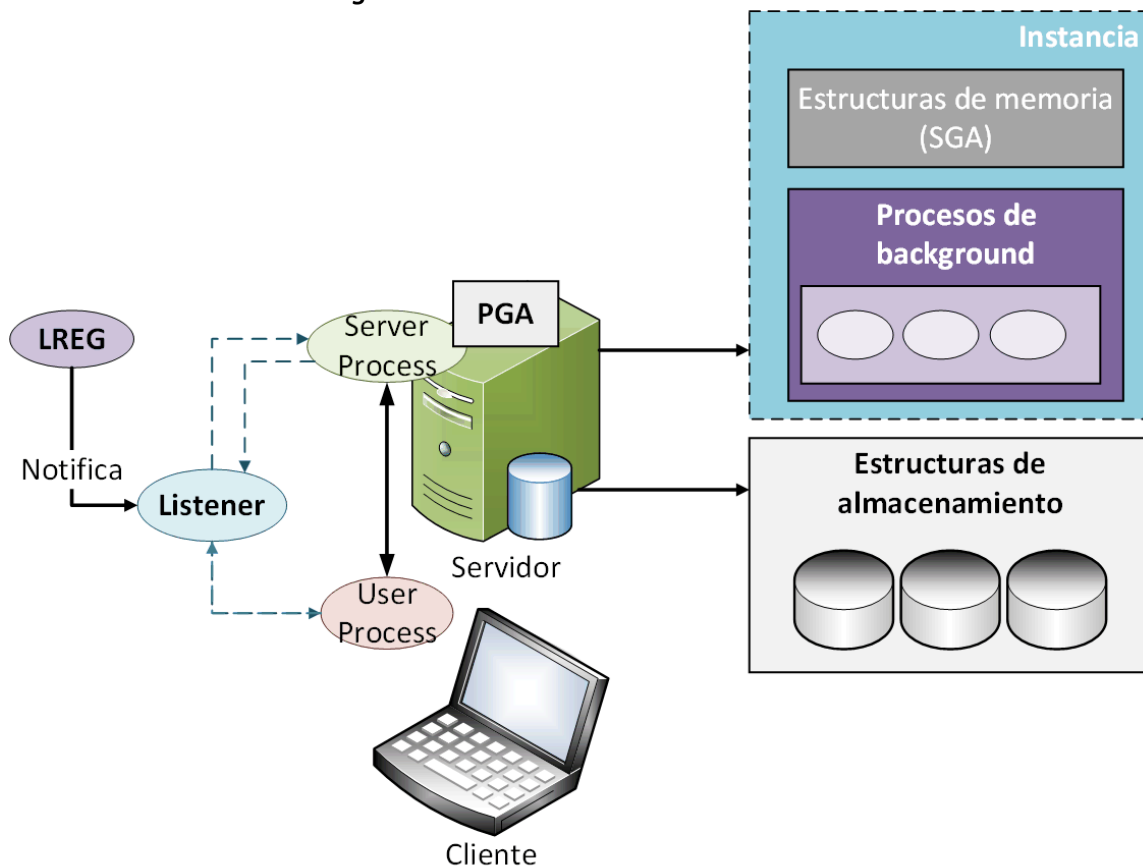 Instancia
Estructuras de memoria
(SGA)
Procesos de
background
PGA
Server
Process
LREG
Notifica
Listener
Estructuras de
almacenamiento
Servidor
User
Process
Cliente